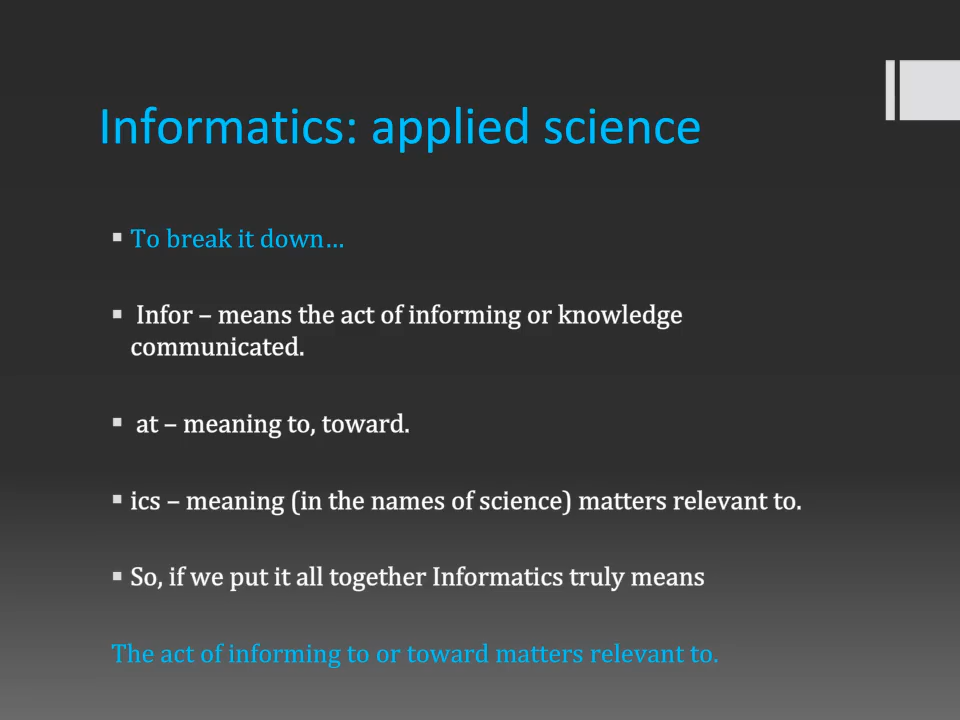 Informatics: applied science
▪ To break it down…
▪ Infor – means the act of informing or knowledge
communicated.
▪ at – meaning to, toward.
▪ ics – meaning (in the names of science) matters relevant to.
▪ So, if we put it all together Informatics truly means
The act of informing to or toward matters relevant to.